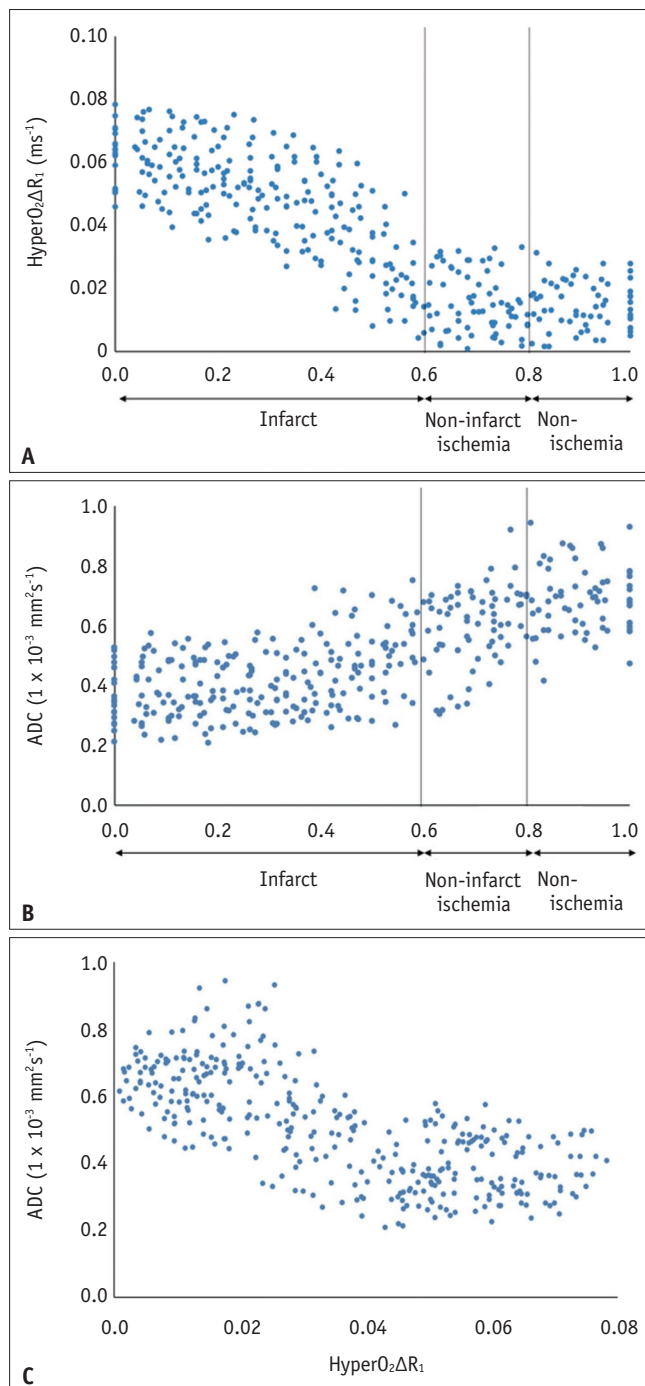 0.10
0.08
0.06
0.04
0.02
0
HyperO₂ΔR₁ (ms⁻¹)
0.0 0.2 0.4 0.6 0.8 1.0
Infarct Non-infarct Non-
ischemia ischemia
A
1.0
0.8
0.6
0.4
0.2
0.0
ADC (1 x 10⁻³ mm²s⁻¹)
0.0 0.2 0.4 0.6 0.8 1.0
Infarct Non-infarct Non-
ischemia ischemia
B
1.0
0.8
0.6
0.4
0.2
0.0
ADC (1 x 10⁻³ mm²s⁻¹)
0.0 0.02 0.04 0.06 0.08
HyperO₂ΔR₁
C